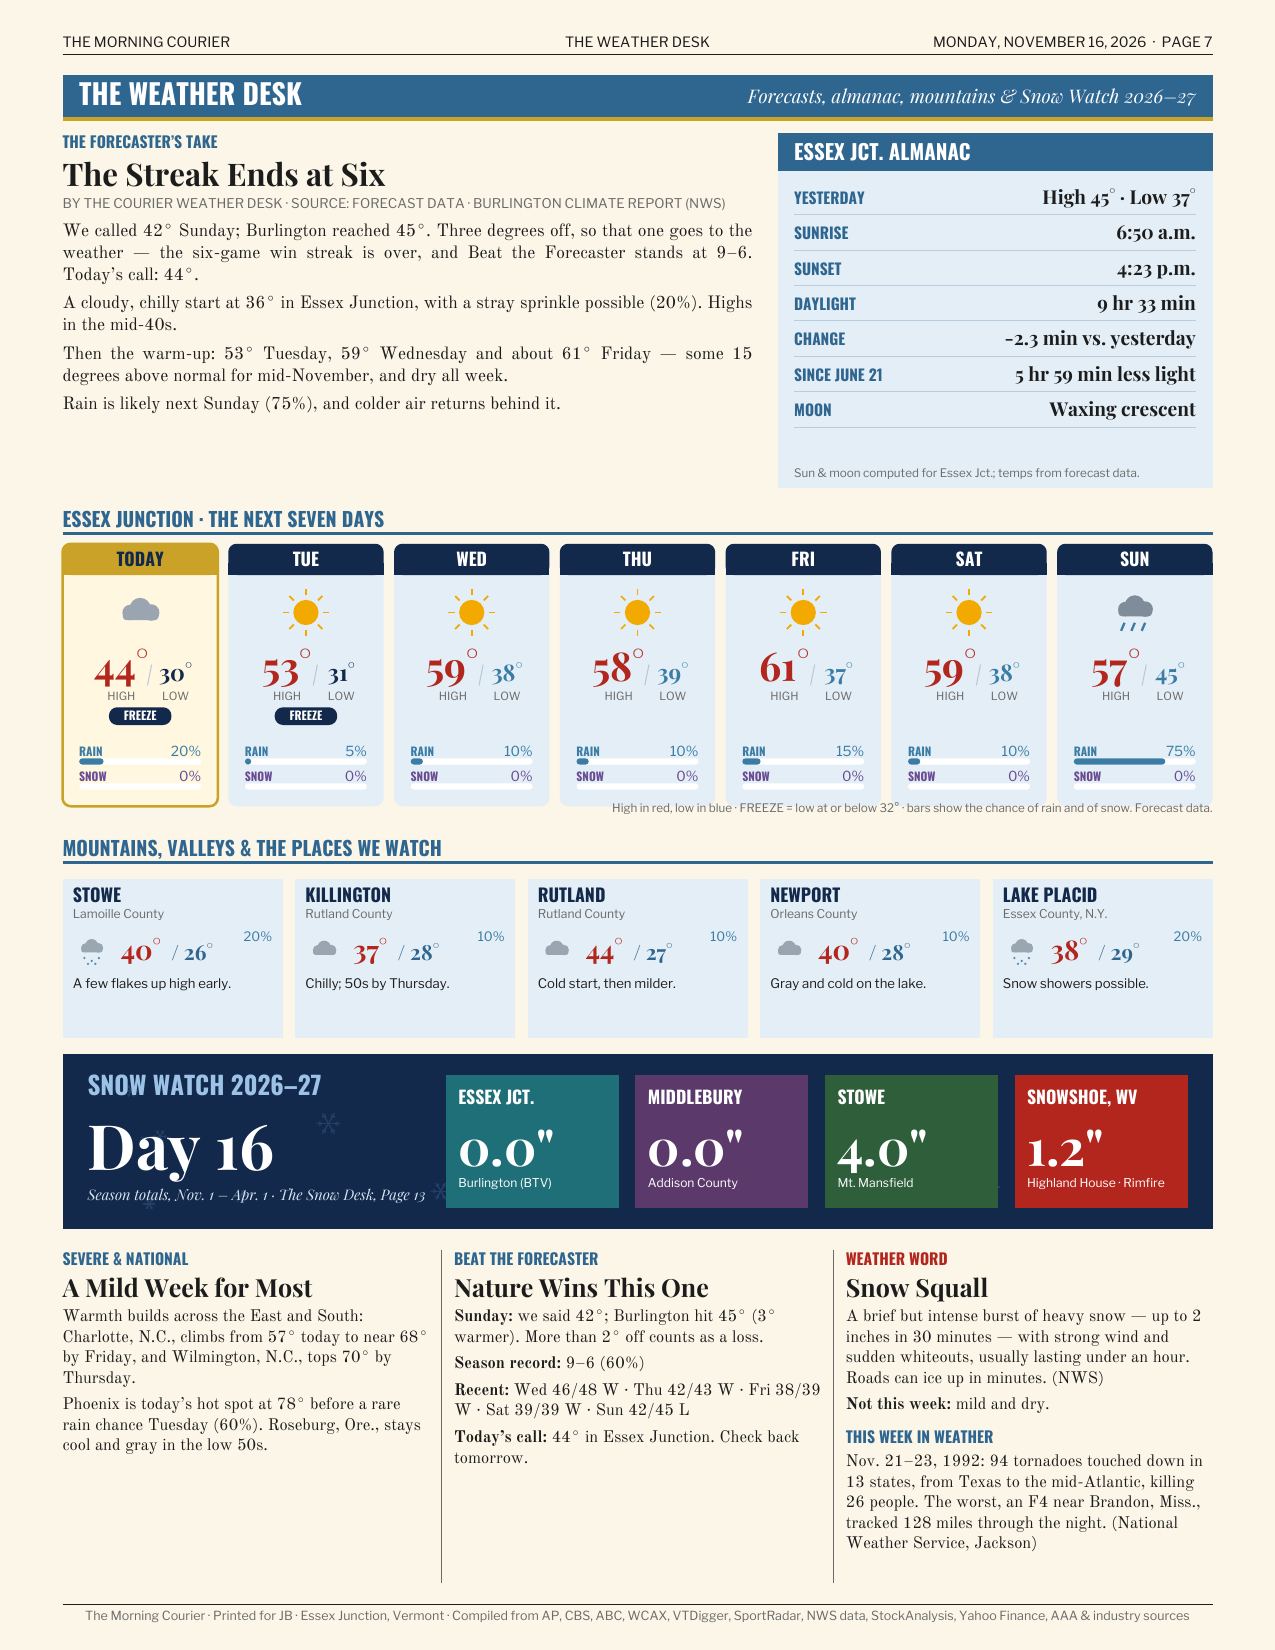 THE MORNING COURIER
THE WEATHER DESK
MONDAY, NOVEMBER 16, 2026 · PAGE 7
THE WEATHER DESK
Forecasts, almanac, mountains & Snow Watch 2026–27
THE FORECASTER'S TAKE
The Streak Ends at Six
BY THE COURIER WEATHER DESK · SOURCE: FORECAST DATA · BURLINGTON CLIMATE REPORT (NWS)
We called 42° Sunday; Burlington reached 45°. Three degrees off, so that one goes to the
weather — the six-game win streak is over, and Beat the Forecaster stands at 9–6.
Today's call: 44°.
A cloudy, chilly start at 36° in Essex Junction, with a stray sprinkle possible (20%). Highs
in the mid-40s.
Then the warm-up: 53° Tuesday, 59° Wednesday and about 61° Friday — some 15
degrees above normal for mid-November, and dry all week.
Rain is likely next Sunday (75%), and colder air returns behind it.
ESSEX JCT. ALMANAC
YESTERDAY High 45° · Low 37°
SUNRISE 6:50 a.m.
SUNSET 4:23 p.m.
DAYLIGHT 9 hr 33 min
CHANGE -2.3 min vs. yesterday
SINCE JUNE 21 5 hr 59 min less light
MOON Waxing crescent
Sun & moon computed for Essex Jct.; temps from forecast data.
ESSEX JUNCTION · THE NEXT SEVEN DAYS
TODAY
44° / 30°
HIGH LOW
FREEZE
RAIN 20%
SNOW 0%
TUE
53° / 31°
HIGH LOW
FREEZE
RAIN 5%
SNOW 0%
WED
59° / 38°
HIGH LOW
RAIN 10%
SNOW 0%
THU
58° / 39°
HIGH LOW
RAIN 10%
SNOW 0%
FRI
61° / 37°
HIGH LOW
RAIN 15%
SNOW 0%
SAT
59° / 38°
HIGH LOW
RAIN 10%
SNOW 0%
SUN
57° / 45°
HIGH LOW
RAIN 75%
SNOW 0%
High in red, low in blue · FREEZE = low at or below 32° · bars show the chance of rain and of snow. Forecast data.
MOUNTAINS, VALLEYS & THE PLACES WE WATCH
STOWE
Lamoille County
20%
40° / 26°
A few flakes up high early.
KILLINGTON
Rutland County
10%
37° / 28°
Chilly; 50s by Thursday.
RUTLAND
Rutland County
10%
44° / 27°
Cold start, then milder.
NEWPORT
Orleans County
10%
40° / 28°
Gray and cold on the lake.
LAKE PLACID
Essex County, N.Y.
20%
38° / 29°
Snow showers possible.
SNOW WATCH 2026–27
Day 16
Season totals, Nov. 1 – Apr. 1 · The Snow Desk, Page 13
ESSEX JCT.
0.0"
Burlington (BTV)
MIDDLEBURY
0.0"
Addison County
STOWE
4.0"
Mt. Mansfield
SNOWSHOE, WV
1.2"
Highland House · Rimfire
SEVERE & NATIONAL
A Mild Week for Most
Warmth builds across the East and South:
Charlotte, N.C., climbs from 57° today to near 68°
by Friday, and Wilmington, N.C., tops 70° by
Thursday.
Phoenix is today's hot spot at 78° before a rare
rain chance Tuesday (60%). Roseburg, Ore., stays
cool and gray in the low 50s.
BEAT THE FORECASTER
Nature Wins This One
Sunday: we said 42°; Burlington hit 45° (3°
warmer). More than 2° off counts as a loss.
Season record: 9–6 (60%)
Recent: Wed 46/48 W · Thu 42/43 W · Fri 38/39
W · Sat 39/39 W · Sun 42/45 L
Today's call: 44° in Essex Junction. Check back
tomorrow.
WEATHER WORD
Snow Squall
A brief but intense burst of heavy snow — up to 2
inches in 30 minutes — with strong wind and
sudden whiteouts, usually lasting under an hour.
Roads can ice up in minutes. (NWS)
Not this week: mild and dry.
THIS WEEK IN WEATHER
Nov. 21–23, 1992: 94 tornadoes touched down in
13 states, from Texas to the mid-Atlantic, killing
26 people. The worst, an F4 near Brandon, Miss.,
tracked 128 miles through the night. (National
Weather Service, Jackson)
The Morning Courier · Printed for JB · Essex Junction, Vermont · Compiled from AP, CBS, ABC, WCAX, VTDigger, SportRadar, NWS data, StockAnalysis, Yahoo Finance, AAA & industry sources